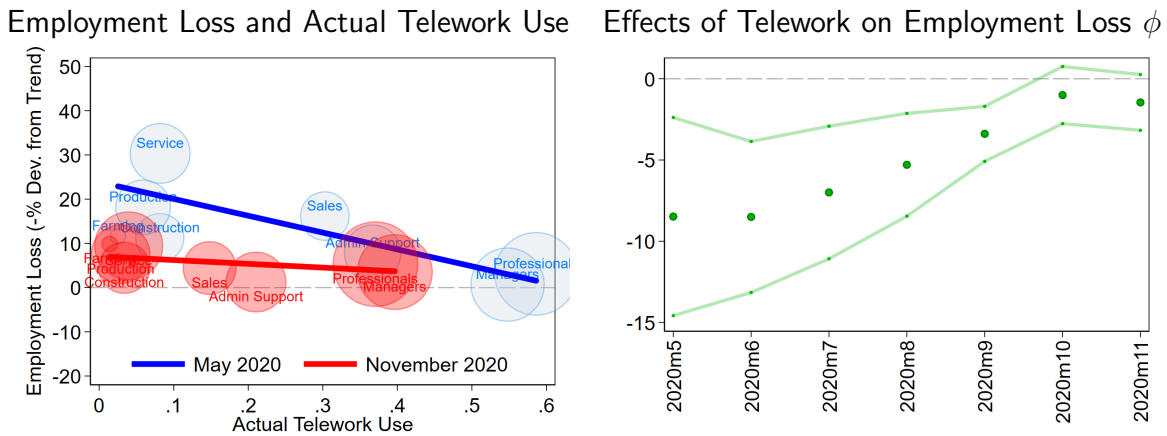 Employment Loss and Actual Telework Use
Employment Loss (-% Dev. from Trend)
50
40
30
20
10
0
-10
-20
Service
Production
Sales
Farming
Construction
Admin Support
Professionals
Managers
Production
Construction
Sales
Admin Support
Professionals
Managers
May 2020
November 2020
0
.1
.2
.3
.4
.5
.6
Actual Telework Use
Effects of Telework on Employment Loss ϕ
0
-5
-10
-15
2020m5
2020m6
2020m7
2020m8
2020m9
2020m10
2020m11